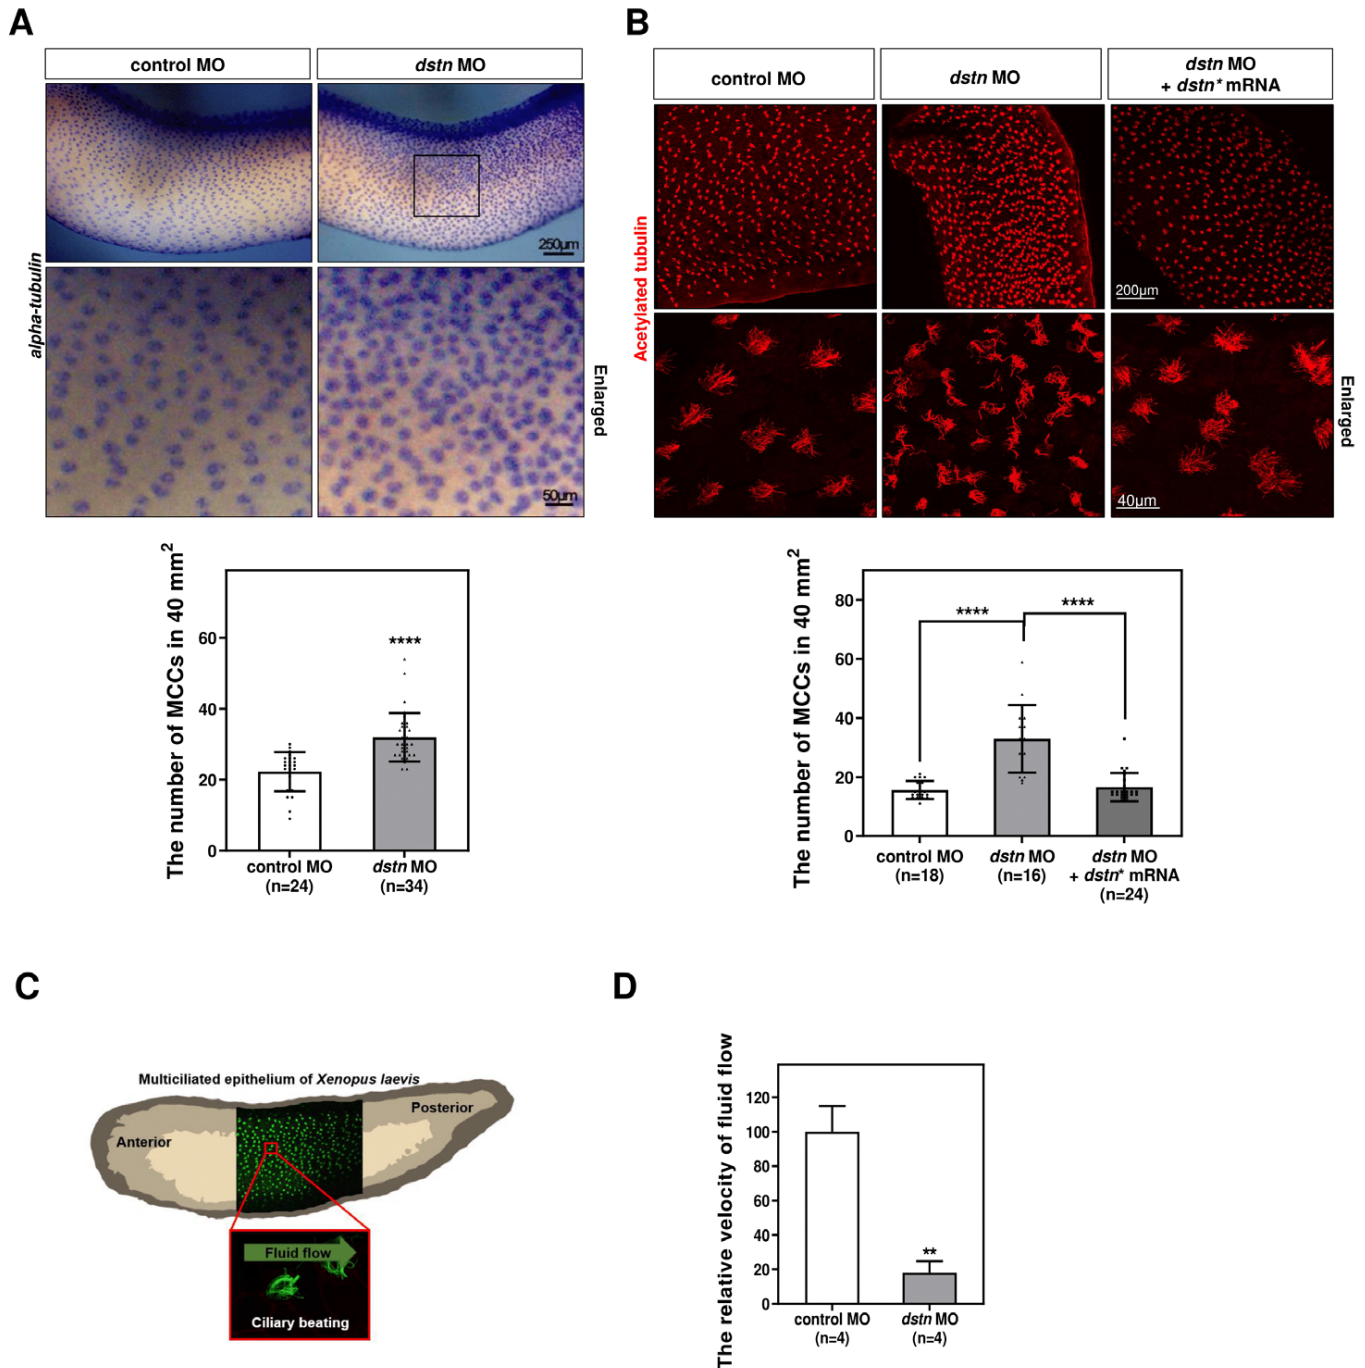 A
control MO
dstn MO
250μm
alpha-tubulin
Enlarged
50μm
The number of MCCs in 40 mm²
60
40
20
0
****
control MO
(n=24)
dstn MO
(n=34)
B
control MO
dstn MO
dstn MO
+ dstn* mRNA
Acetylated tubulin
200μm
Enlarged
40μm
The number of MCCs in 40 mm²
80
60
40
20
0
****
****
control MO
(n=18)
dstn MO
(n=16)
dstn MO
+ dstn* mRNA
(n=24)
C
Multiciliated epithelium of Xenopus laevis
Anterior
Posterior
Fluid flow
Ciliary beating
D
The relative velocity of fluid flow
120
100
80
60
40
20
0
**
control MO
(n=4)
dstn MO
(n=4)